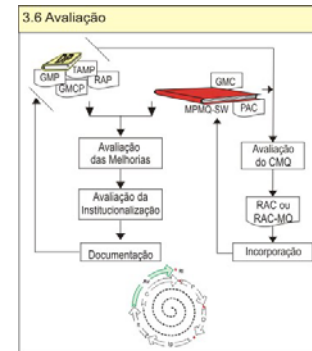 3.6 Avaliação
GMP
TAMP
RAP
GMCP
GMC
MPMQ-SW
PAC
Avaliação
das Melhorias
Avaliação
do CMQ
Avaliação da
Institucionalização
RAC ou
RAC-MQ
Documentação
Incorporação